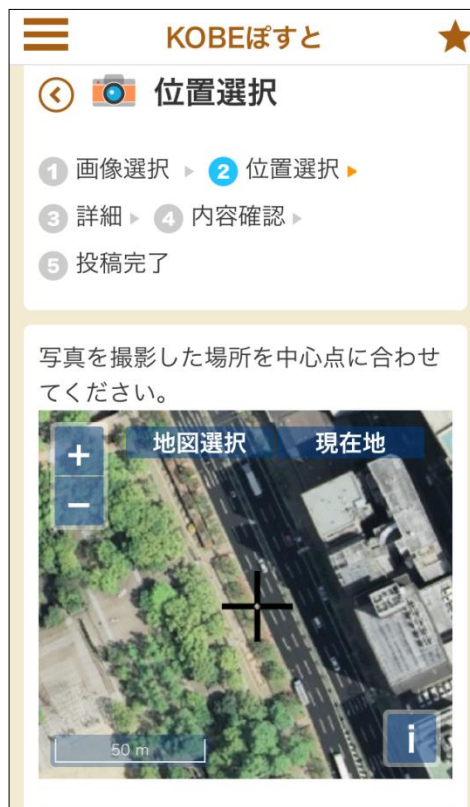 KOBEぽすと
位置選択
1 画像選択 2 位置選択
3 詳細 4 内容確認
5 投稿完了
写真を撮影した場所を中心点に合わせ
てください。
+ 地図選択 現在地
−
50 m i